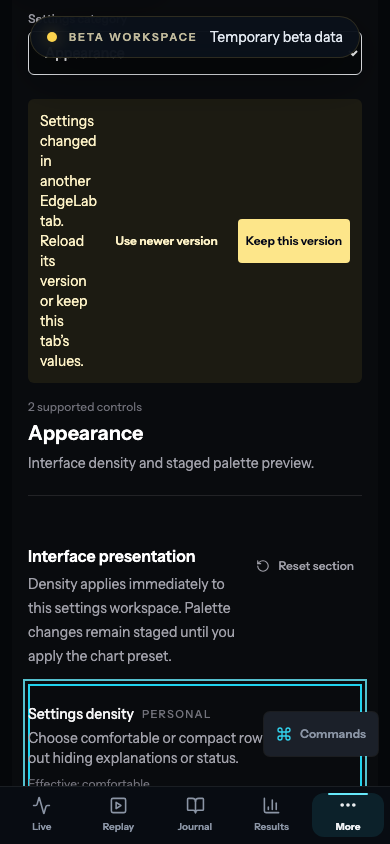 BETA WORKSPACE Temporary beta data
Appearance
Settings
changed
in
another
EdgeLab
tab.
Reload
its
version
or keep
this
tab's
values.
Use newer version
Keep this version
2 supported controls
Appearance
Interface density and staged palette preview.
Interface presentation
Reset section
Density applies immediately to
this settings workspace. Palette
changes remain staged until you
apply the chart preset.
Settings density PERSONAL
Choose comfortable or compact row
but hiding explanations or status.
Commands
Effective: comfortable
Live
Replay
Journal
Results
More